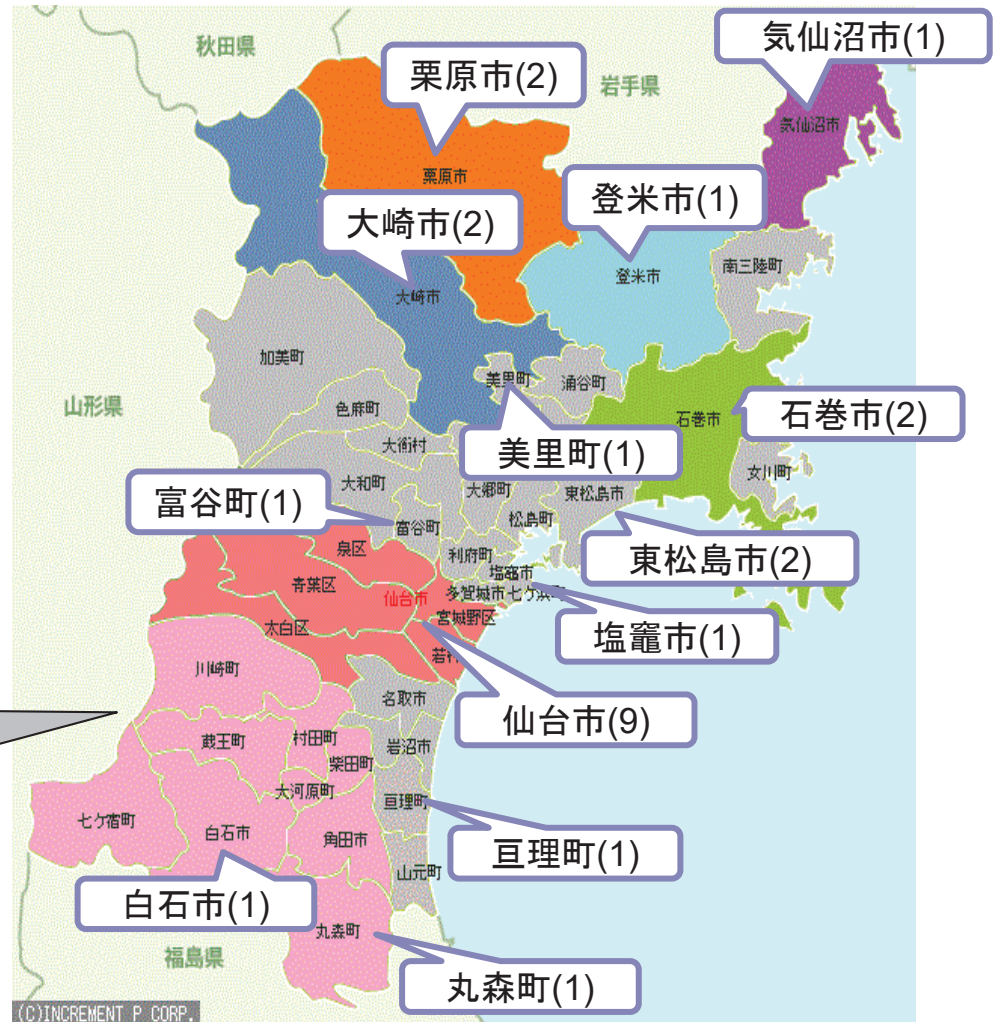 秋田県
気仙沼市(1)
栗原市(2)
岩手県
気仙沼市
栗原市
登米市(1)
大崎市(2)
南三陸町
登米市
大崎市
加美町
美里町
涌谷町
山形県
色麻町
石巻市
石巻市(2)
大衡村
美里町(1)
女川町
大和町
大郷町
東松島市
富谷町(1)
富谷町
松島町
泉区
利府町
東松島市(2)
塩竈市
青葉区
仙台市
多賀城市
七ケ浜町
宮城野区
太白区
塩竈市(1)
川崎町
名取市
仙台市(9)
蔵王町
村田町
岩沼市
柴田町
大河原町
亘理町
七ケ宿町
白石市
角田市
亘理町(1)
山元町
白石市(1)
丸森町
福島県
丸森町(1)
(C)INCREMENT P CORP.